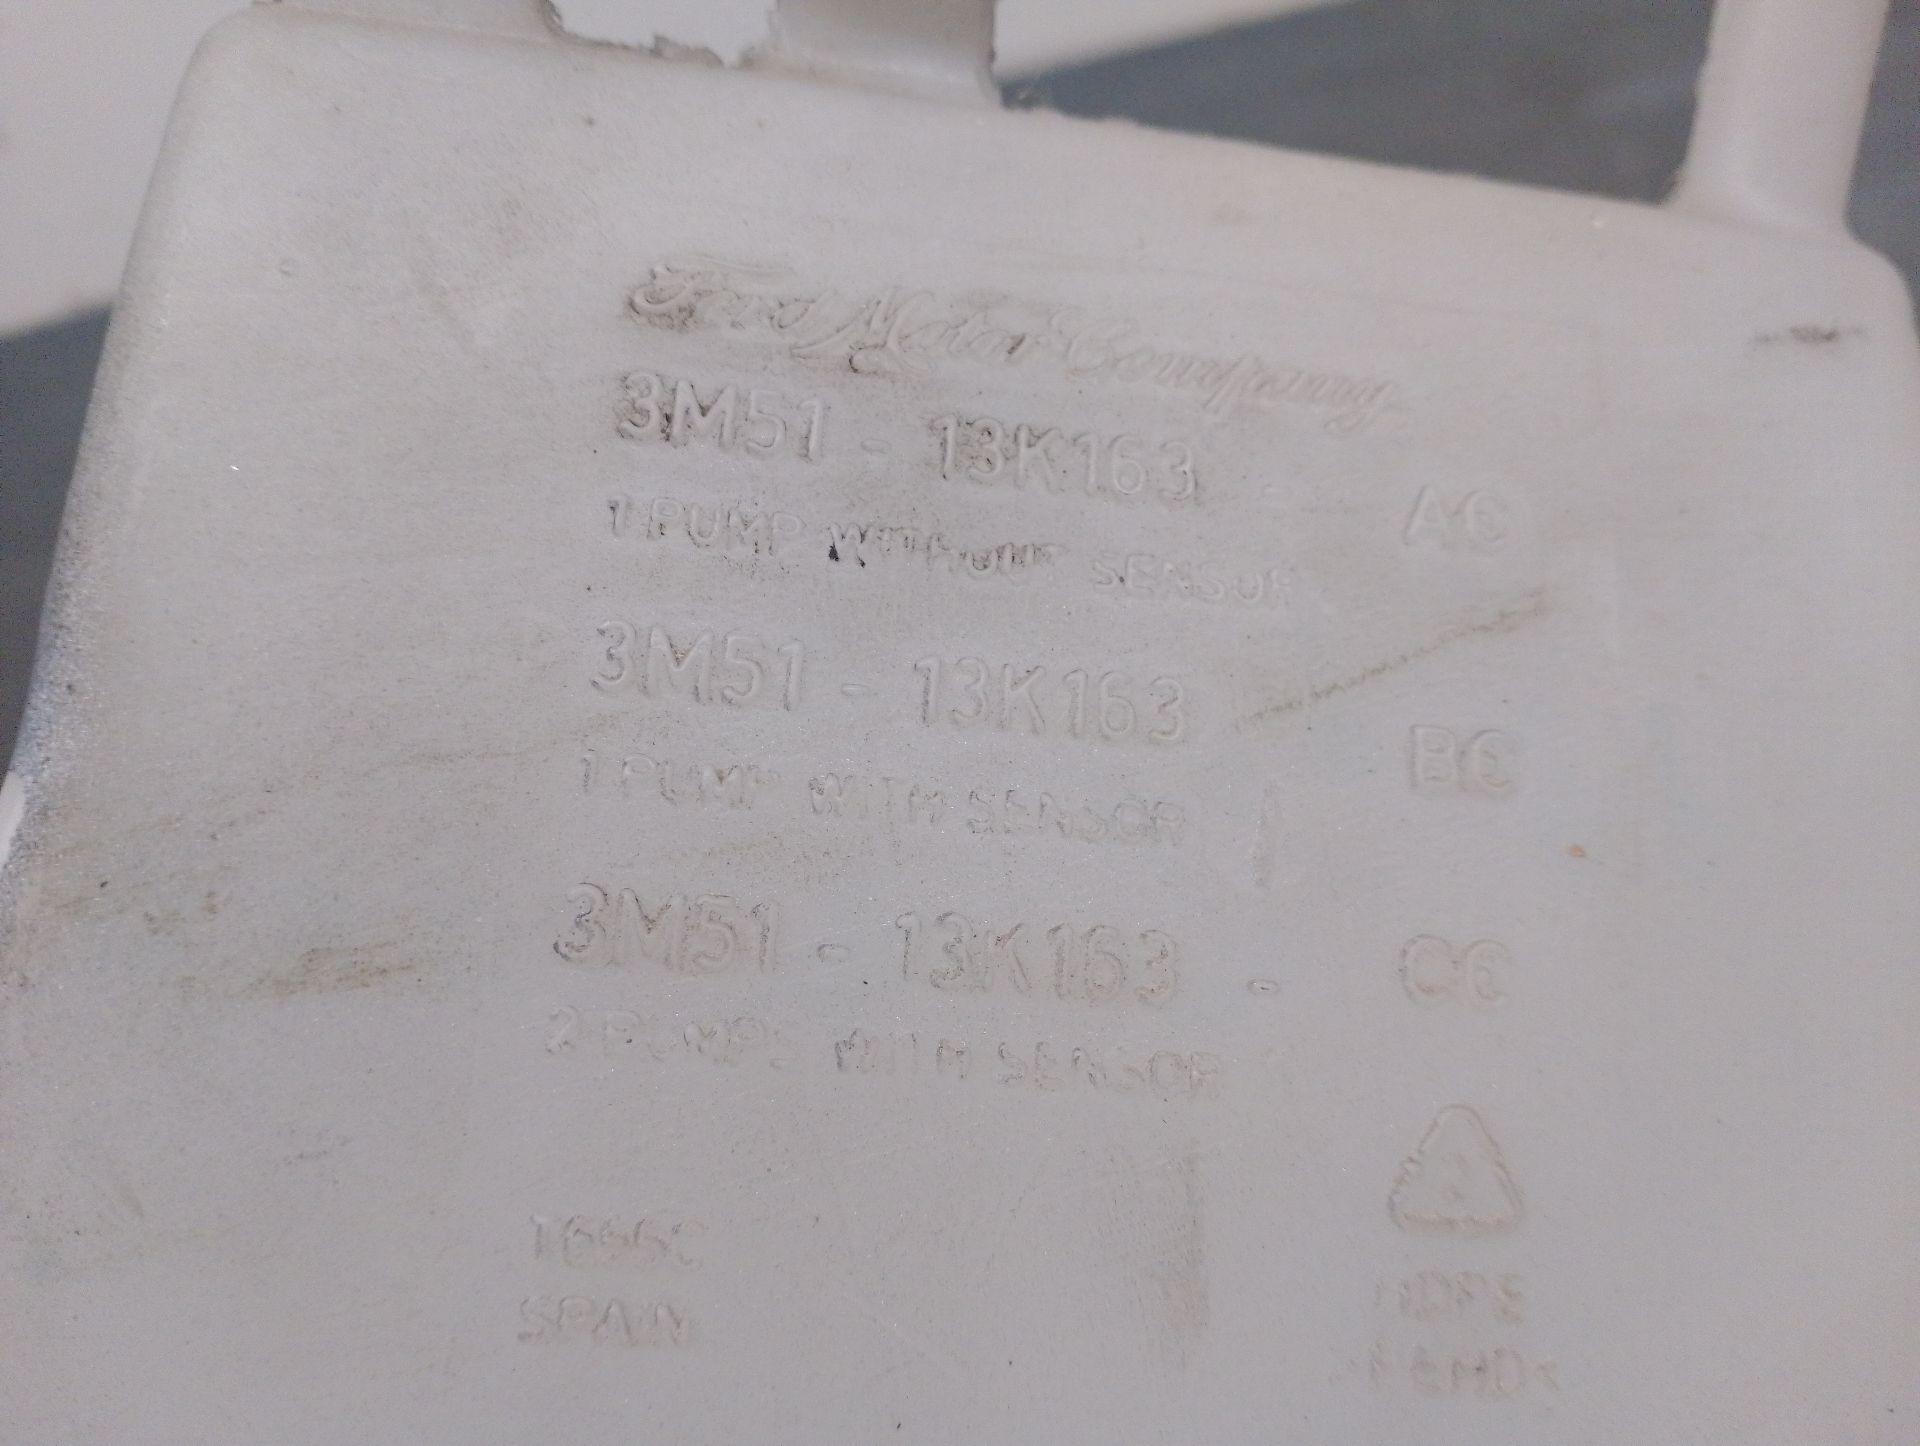 Ford Motor Company
3M51 - 13K163 - AC
1 PUMP WITHOUT SENSOR
3M51 - 13K163 BC
1 PUMP WITH SENSOR
3M51 - 13K163 - CC
2 PUMPS WITH SENSOR
SPAIN
HDPE